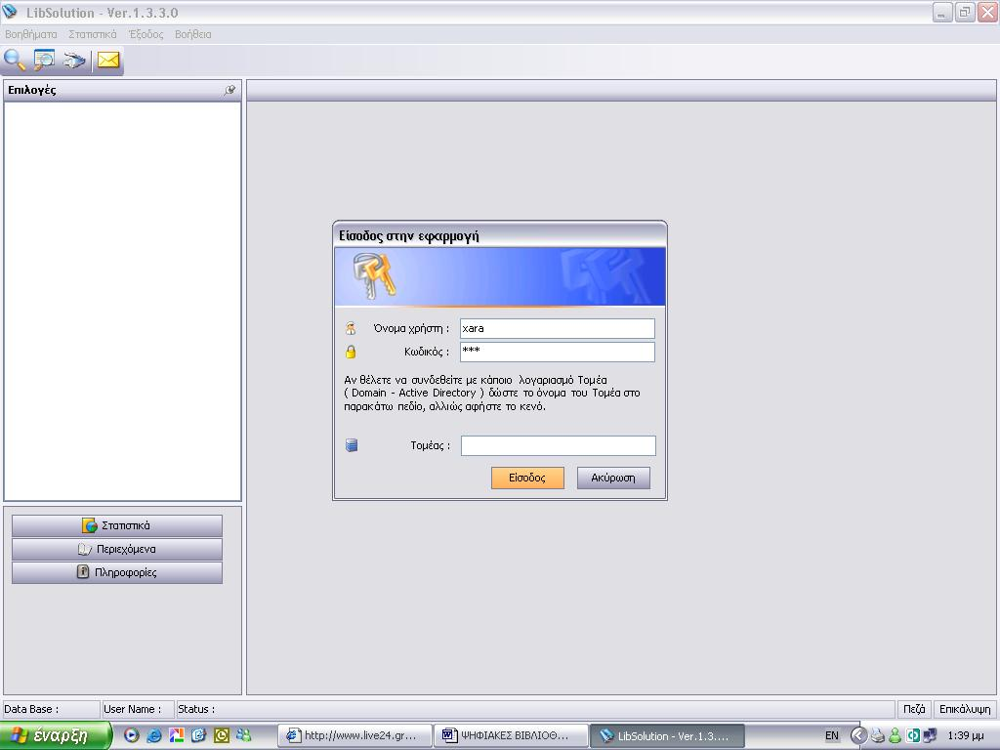 LibSolution - Ver.1.3.3.0
Βοηθήματα Στατιστικά Έξοδος Βοήθεια
Επιλογές
Είσοδος στην εφαρμογή
Όνομα χρήστη : xara
Κωδικός : ***
Αν θέλετε να συνδεθείτε με κάποιο λογαριασμό Τομέα
( Domain - Active Directory ) δώστε το όνομα του Τομέα στο
παρακάτω πεδίο, αλλιώς αφήστε το κενό.
Τομέας :
Είσοδος Ακύρωση
Στατιστικά
Περιεχόμενα
Πληροφορίες
Data Base : User Name : Status : Πεζά Επικάλυψη
έναρξη http://www.live24.gr... ΨΗΦΙΑΚΕΣ ΒΙΒΛΙΟΘ... LibSolution - Ver.1.3.... EN 1:39 μμ